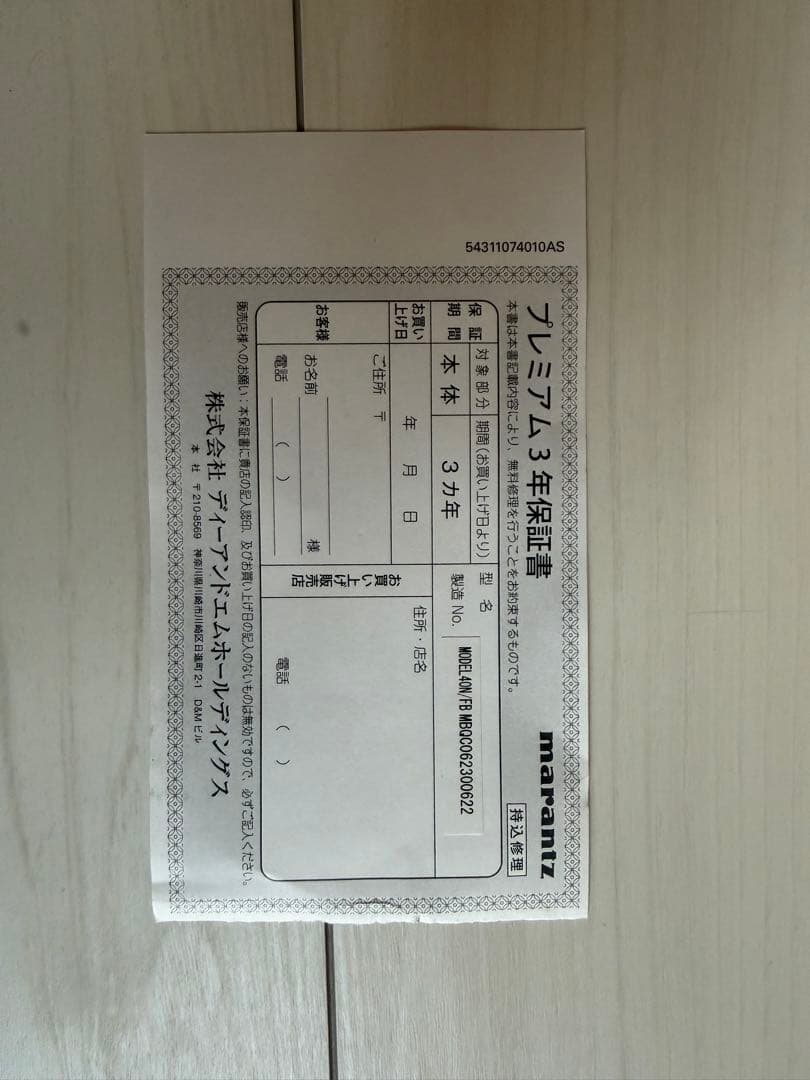 54311074010AS
プレミアム3年保証書
marantz
本書は本書記載内容により、無料修理を行うことをお約束するものです。
持込修理
保証期間
対象部分
期間(お買い上げ日より)
本体
3カ年
型名
製造No.
MODEL40N/FB MBQC062300622
お買い上げ日
年 月 日
お客様
ご住所 〒
お名前 様
電話 ( )
お買い上げ販売店
住所・店名
電話 ( )
販売店様へのお願い:本保証書に貴店の記入認印、及びお買い上げ日の記入のないものは無効ですので、必ずご記入ください。
株式会社 ディーアンドエムホールディングス
本社 〒210-8569 神奈川県川崎市川崎区日進町2-1 D&Mビル